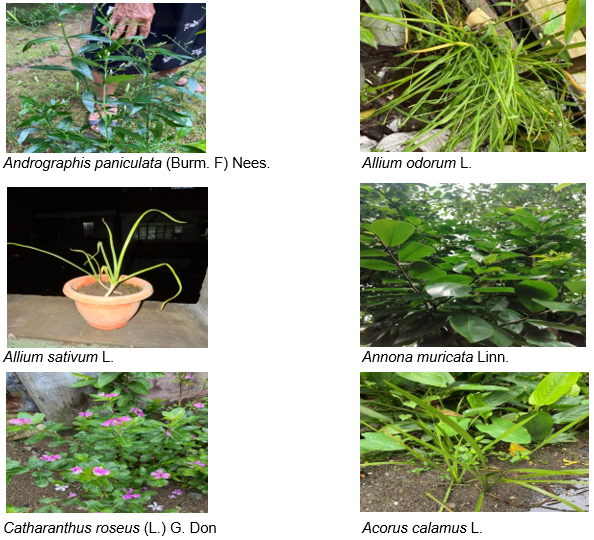 Andrographis paniculata (Burm. F) Nees.
Allium odorum L.
Allium sativum L.
Annona muricata Linn.
Catharanthus roseus (L.) G. Don
Acorus calamus L.